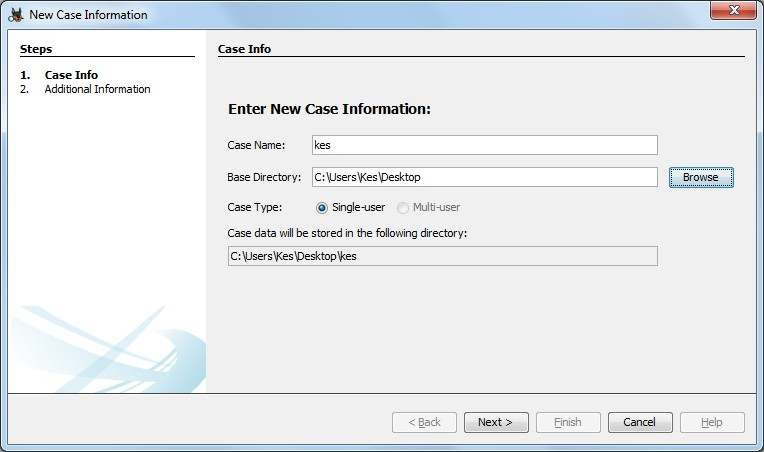 New Case Information
Steps
1. Case Info
2. Additional Information
Case Info
Enter New Case Information:
Case Name: kes
Base Directory: C:\Users\Kes\Desktop Browse
Case Type: Single-user Multi-user
Case data will be stored in the following directory:
C:\Users\Kes\Desktop\kes
< Back Next > Finish Cancel Help